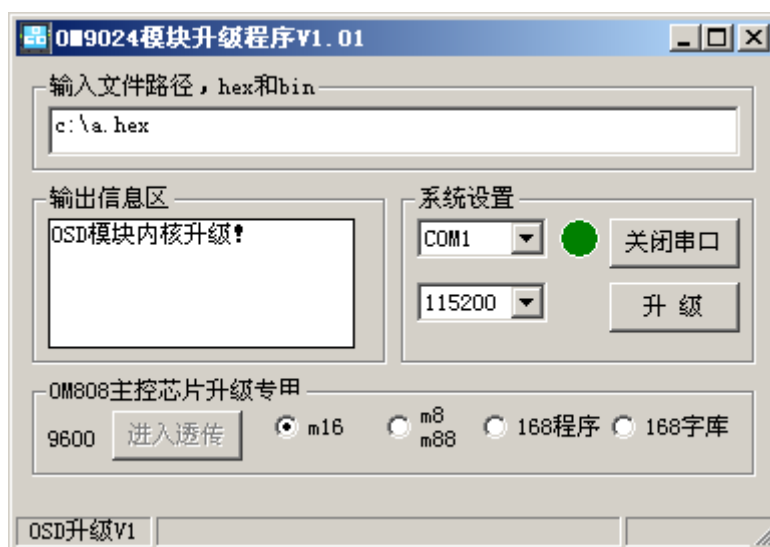 OM9024模块升级程序V1.01
输入文件路径，hex和bin
c:\a.hex
输出信息区
OSD模块内核升级!
系统设置
COM1
关闭串口
115200
升 级
OM808主控芯片升级专用
9600 进入透传 m16 m8 m88 168程序 168字库
OSD升级V1